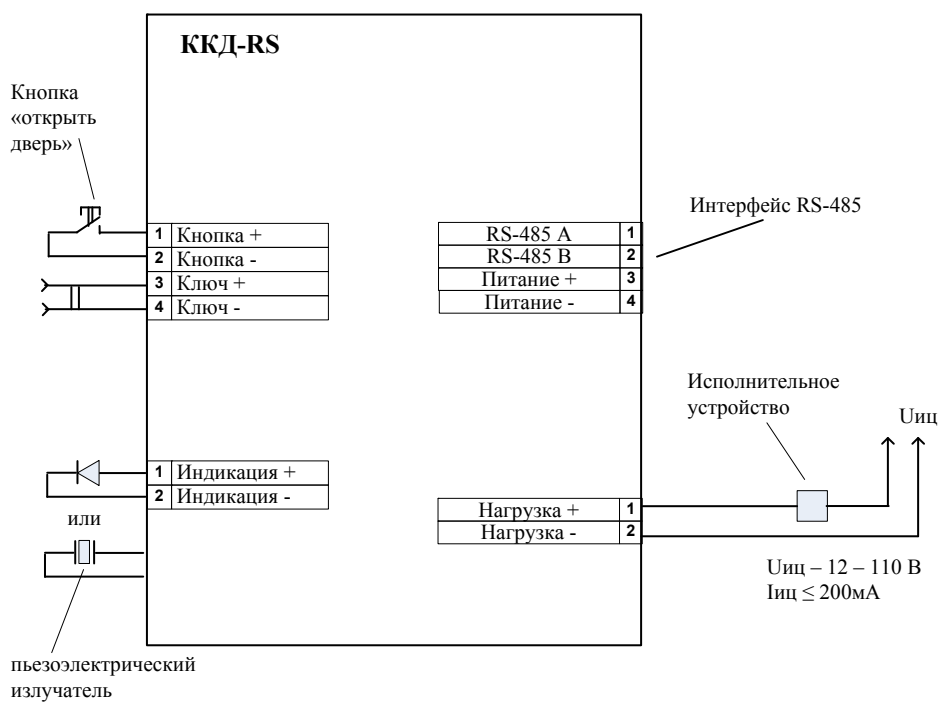 ККД-RS
Кнопка
«открыть
дверь»
1 Кнопка +
2 Кнопка -
3 Ключ +
4 Ключ -
Интерфейс RS-485
RS-485 A 1
RS-485 B 2
Питание + 3
Питание - 4
1 Индикация +
2 Индикация -
или
пьезоэлектрический
излучатель
Исполнительное
устройство
Uиц
Нагрузка + 1
Нагрузка - 2
Uиц – 12 – 110 В
Iиц ≤ 200мА